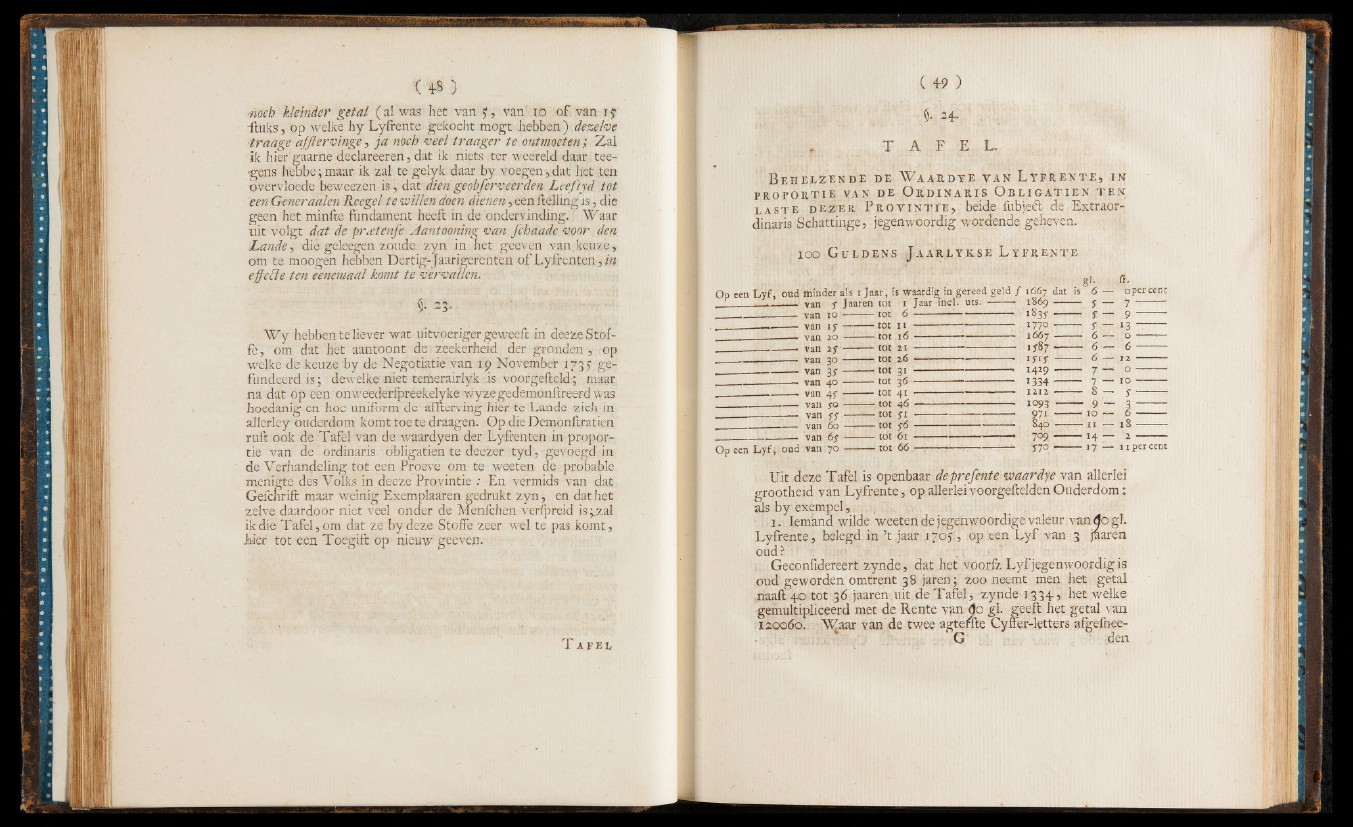 ( 48 )
noch kleinder getal (al was het van 5, van 10 of van 15
ſtuks, op welke hy Lyfrente gekocht mogt hebben) dezelve
traage afſtervinge, ja noch veel traager te ontmoeten; Zal
ik hier gaarne declareeren, dat ik niets ter weereld daar tee-
gens hebbe; maar ik zal te gelyk daar by voegen, dat het ten
overvloede beweezen is, dat dien geobſerveerden Leeftyd tot
een Generaalen Reegel te willen doen dienen, een ſtelling is, die
geen het minſte fundament heeft in de ondervinding. Waar
uit volgt dat de prætenſe Aantooning van ſchaade voor den
Lande, die geleegen zoude zyn in het geeven van keuze,
om te moogen hebben Dertig-Jaarigerenten of Lyfrenten, in
effecte ten eenemaal komt te vervallen.
§. 23.
Wy hebben te liever wat uitvoeriger geweeſt in deeze Stof-
fe, om dat het aantoont de zeekerheid der gronden, op
welke de keuze by de Negotiatie van 19 November 1735 ge-
fundeerd is; dewelke niet temerairlyk is voorgeſteld; maar
na dat op een onweederſpreekelyke wyze gedemonſtreerd was
hoedanig en hoe uniform de afſterving hier te Lande zich in
allerley ouderdom komt toe te draagen. Op die Demonſtratien
ruſt ook de Tafel van de waardyen der Lyfrenten in propor-
tie van de ordinaris obligatien te deezer tyd, gevoegd in
de Verhandeling tot een Proeve om te weeten de probable
menigte des Volks in deeze Provintie : En vermids van dat
Geſchrift maar weinig Exemplaaren gedrukt zyn, en dat het
zelve daardoor niet veel onder de Menſchen verſpreid is; zal
ik die Tafel, om dat ze by deze Stoffe zeer wel te pas komt,
hier tot een Toegift op nieuw geeven.
TAFEL
( 49 )
§. 24.
TAFEL.
BEHELZENDE DE WAARDYE VAN LYFRENTE, IN
PROPORTIE VAN DE ORDINARIS OBLIGATIEN TEN
LASTE DEZER PROVINTIE, beide ſubject de Extraor-
dinaris Schattinge, jegenwoordig wordende geheven.
100 GULDENS JAARLYKSE LYFRENTE
gl. ſt.
Op een Lyf, oud minder als 1 Jaar, is waardig in gereed geld ƒ 1667 dat is 6 — 0 per cent
van 5 Jaaren tot 1 Jaar incl. uts. — 1869 — 5 — 7
van 10 — tot 6 — 1835 — 5 — 9
van 15 — tot 11 — 1770 — 5 — 13
van 20 — tot 16 — 1667 — 6 — 0
van 25 — tot 21 — 1587 — 6 — 6
van 30 — tot 26 — 1515 — 6 — 12
van 35 — tot 31 — 1429 — 7 — 0
van 40 — tot 36 — 1334 — 7 — 10
van 45 — tot 41 — 1212 — 8 — 5
van 50 — tot 46 — 1093 — 9 — 3
van 55 — tot 51 — 971 — 10 — 6
van 60 — tot 56 — 840 — 11 — 18
van 65 — tot 61 — 709 — 14 — 2
Op een Lyf, oud van 70 — tot 66 — 570 — 17 — 11 per cent
Uit deze Tafel is openbaar de preſente waardye van allerlei
grootheid van Lyfrente, op allerlei voorgeſtelden Ouderdom:
als by exempel,
1. Iemand wilde weeten de jegenwoordige valeur van 90 gl.
Lyfrente, belegd in 't jaar 1705, op een Lyf van 3 jaaren
oud?
Geconſidereert zynde, dat het voorſz Lyf jegenwoordig is
oud geworden omtrent 38 jaren; zoo neemt men het getal
naaſt 40 tot 36 jaaren uit de Tafel, zynde 1334, het welke
gemultipliceerd met de Rente van 90 gl. geeft het getal van
120060. Waar van de twee agterſte Cyffer-letters afgeſnee-
G
den